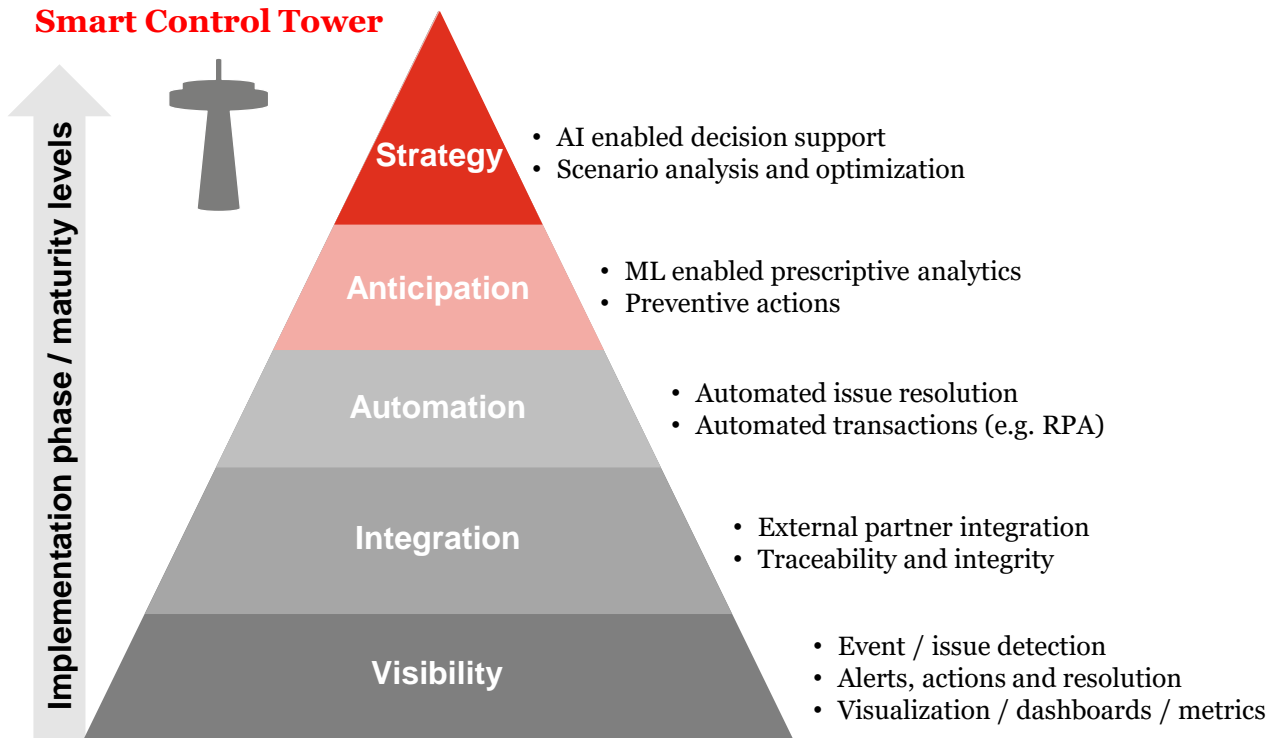 Smart Control Tower
Implementation phase / maturity levels
Strategy
• AI enabled decision support
• Scenario analysis and optimization
Anticipation
• ML enabled prescriptive analytics
• Preventive actions
Automation
• Automated issue resolution
• Automated transactions (e.g. RPA)
Integration
• External partner integration
• Traceability and integrity
Visibility
• Event / issue detection
• Alerts, actions and resolution
• Visualization / dashboards / metrics